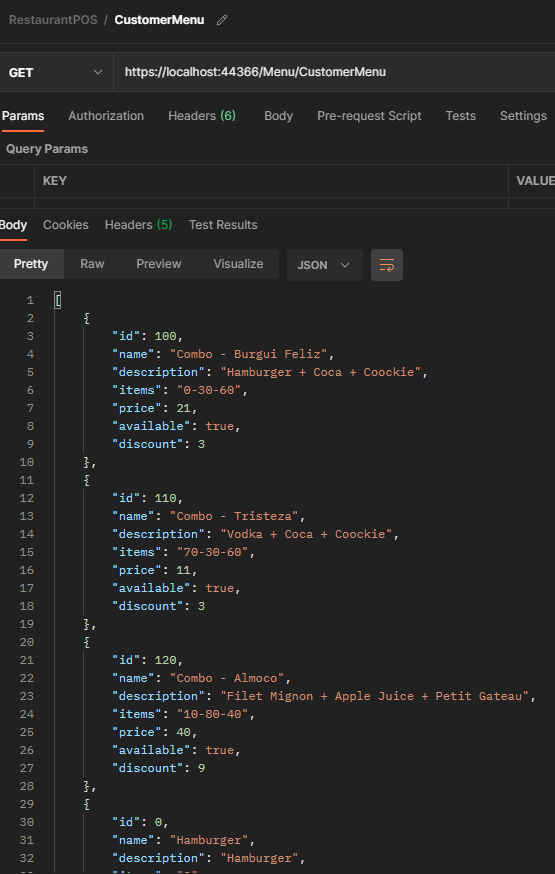 RestaurantPOS / CustomerMenu
GET https://localhost:44366/Menu/CustomerMenu
Params Authorization Headers (6) Body Pre-request Script Tests Settings
Query Params
KEY VALUE
Body Cookies Headers (5) Test Results
Pretty Raw Preview Visualize JSON
1 [
2 {
3 "id": 100,
4 "name": "Combo - Burgui Feliz",
5 "description": "Hamburger + Coca + Coockie",
6 "items": "0-30-60",
7 "price": 21,
8 "available": true,
9 "discount": 3
10 },
11 {
12 "id": 110,
13 "name": "Combo - Tristeza",
14 "description": "Vodka + Coca + Coockie",
15 "items": "70-30-60",
16 "price": 11,
17 "available": true,
18 "discount": 3
19 },
20 {
21 "id": 120,
22 "name": "Combo - Almoco",
23 "description": "Filet Mignon + Apple Juice + Petit Gateau",
24 "items": "10-80-40",
25 "price": 40,
26 "available": true,
27 "discount": 9
28 },
29 {
30 "id": 0,
31 "name": "Hamburger",
32 "description": "Hamburger",